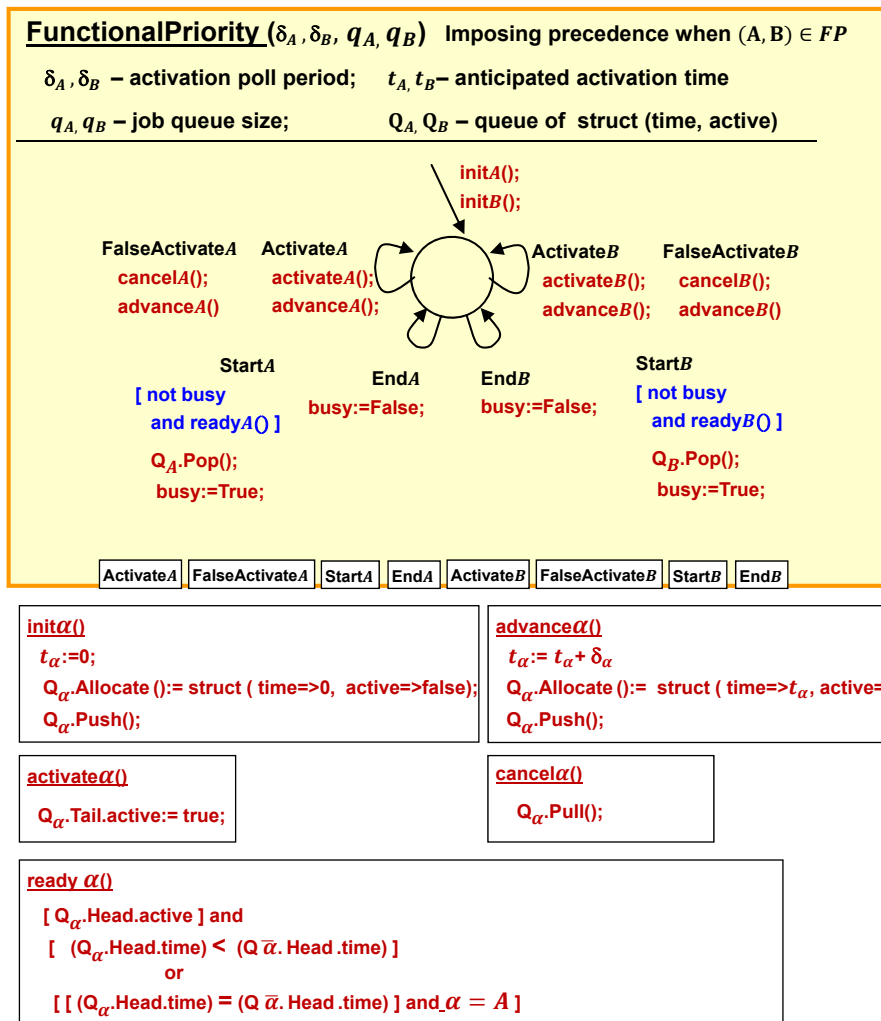 FunctionalPriority (δA , δB, qA, qB) Imposing precedence when (A, B) ∈ FP
δA , δB – activation poll period; tA, tB– anticipated activation time
qA, qB – job queue size; QA, QB – queue of struct (time, active)
initA();
initB();
FalseActivateA
cancelA();
advanceA()
ActivateA
activateA();
advanceA();
ActivateB
activateB();
advanceB();
FalseActivateB
cancelB();
advanceB()
StartA
[ not busy
and readyA() ]
QA.Pop();
busy:=True;
EndA
busy:=False;
EndB
busy:=False;
StartB
[ not busy
and readyB() ]
QB.Pop();
busy:=True;
ActivateA FalseActivateA StartA EndA ActivateB FalseActivateB StartB EndB
initα()
tα:=0;
Qα.Allocate ():= struct ( time=>0, active=>false);
Qα.Push();
advanceα()
tα:= tα+ δα
Qα.Allocate ():= struct ( time=>tα, active=
Qα.Push();
activateα()
Qα.Tail.active:= true;
cancelα()
Qα.Pull();
ready α()
[ Qα.Head.active ] and
[ (Qα.Head.time) < (Q ᾱ. Head .time) ]
or
[ [ (Qα.Head.time) = (Q ᾱ. Head .time) ] and α = A ]